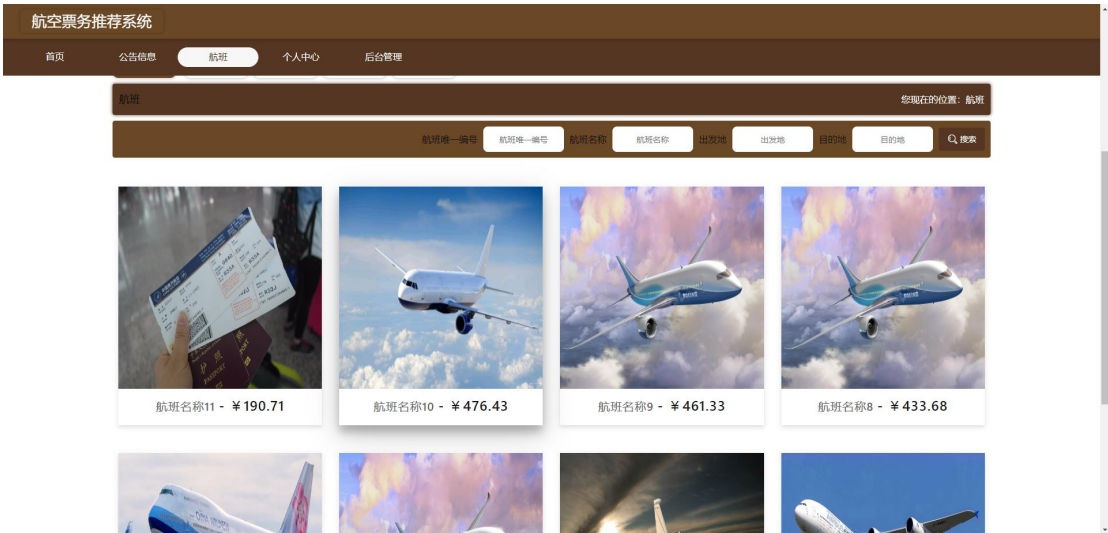 航空票务推荐系统
首页 公告信息 航班 个人中心 后台管理
航班 您现在的位置：航班
航班唯一编号 航班唯一编号 航班名称 航班名称 出发地 出发地 目的地 目的地 搜索
航班名称11 - ￥190.71
航班名称10 - ￥476.43
航班名称9 - ￥461.33
航班名称8 - ￥433.68